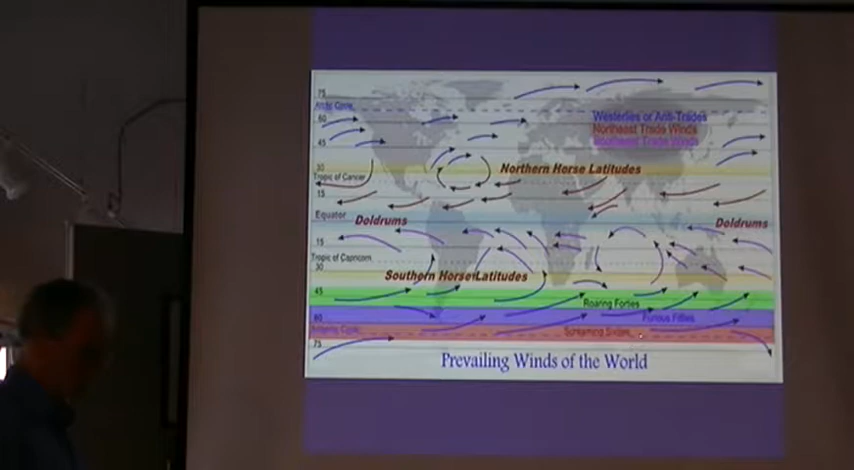 75
Arctic Circle
60
Westerlies or Anti-Trades
Northeast Trade Winds
Southeast Trade Winds
45
30
Northern Horse Latitudes
Tropic of Cancer
15
Equator
Doldrums
Doldrums
15
Tropic of Capricorn
30
Southern Horse Latitudes
45
Roaring Forties
60
Furious Fifties
Antarctic Circle
Screaming Sixties
75
Prevailing Winds of the World